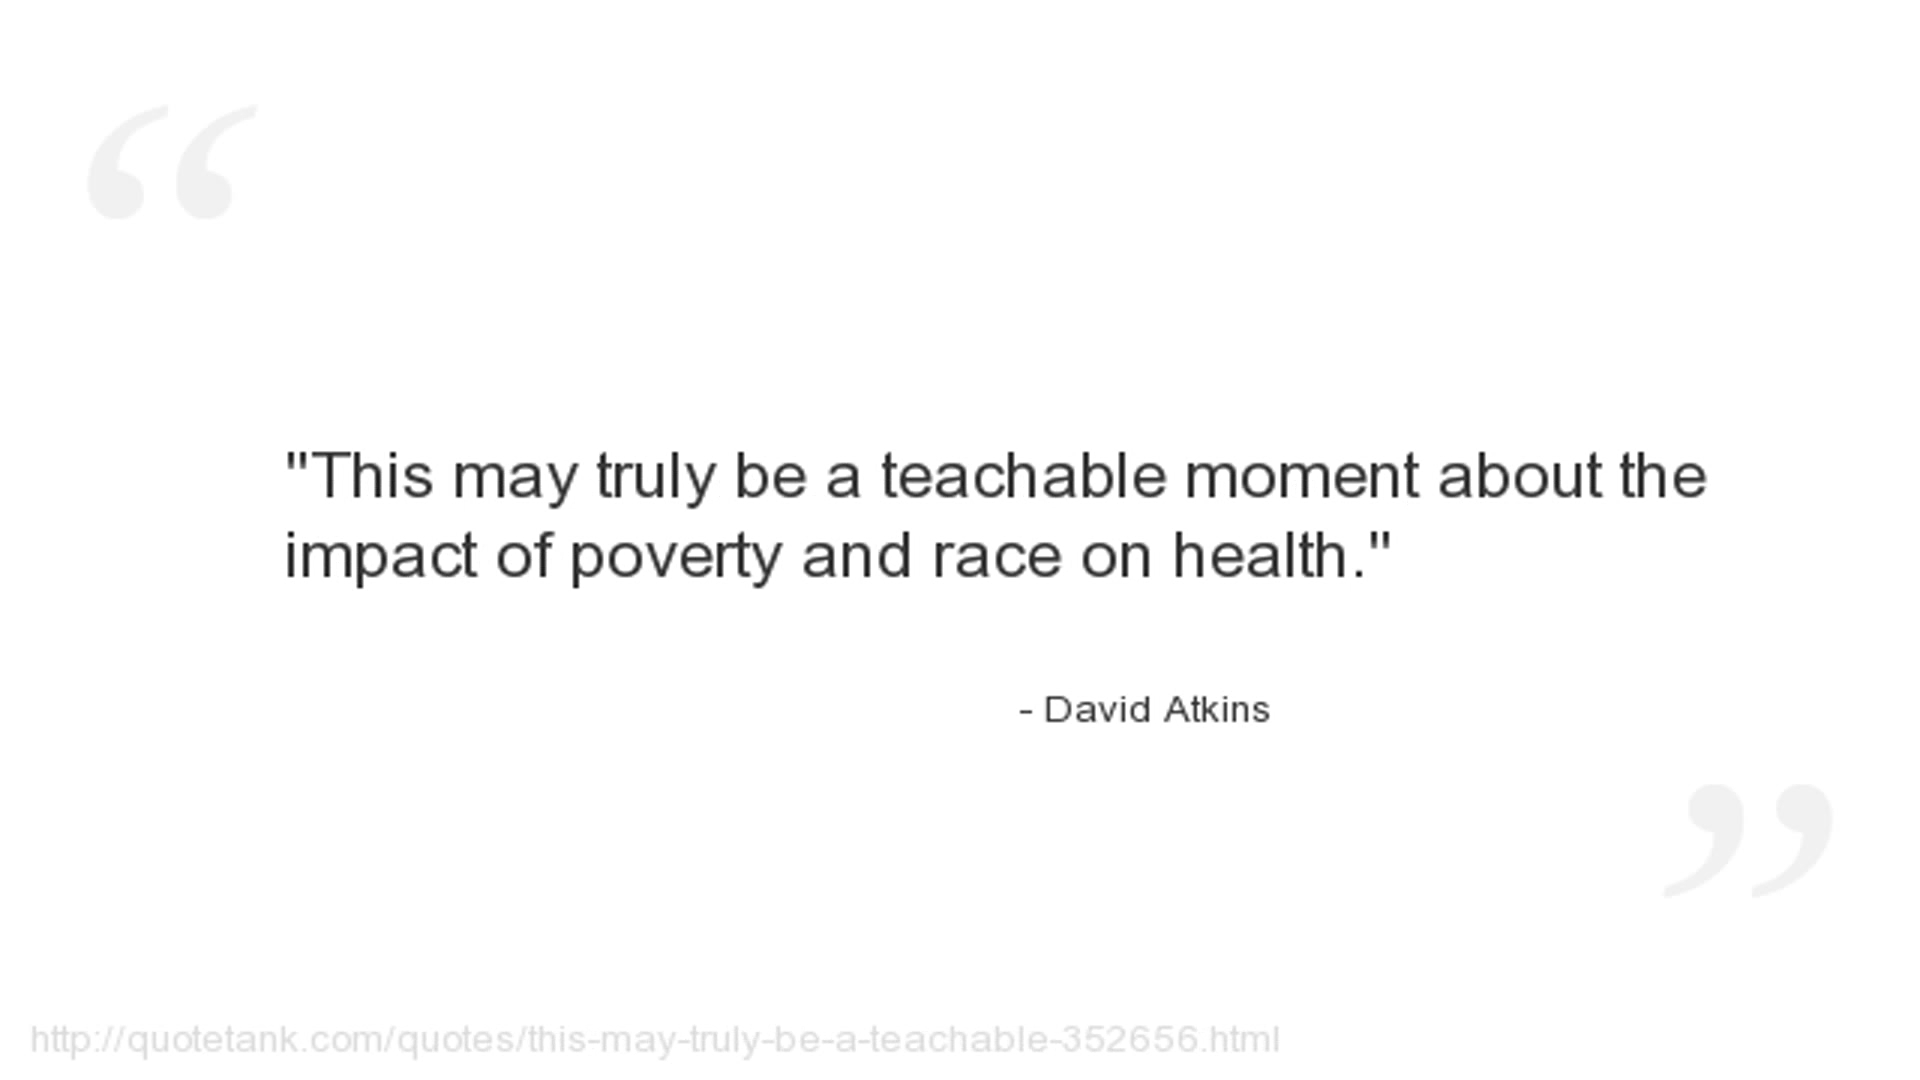 "This may truly be a teachable moment about the
impact of poverty and race on health."
- David Atkins
http://quotetank.com/quotes/this-may-truly-be-a-teachable-352656.html